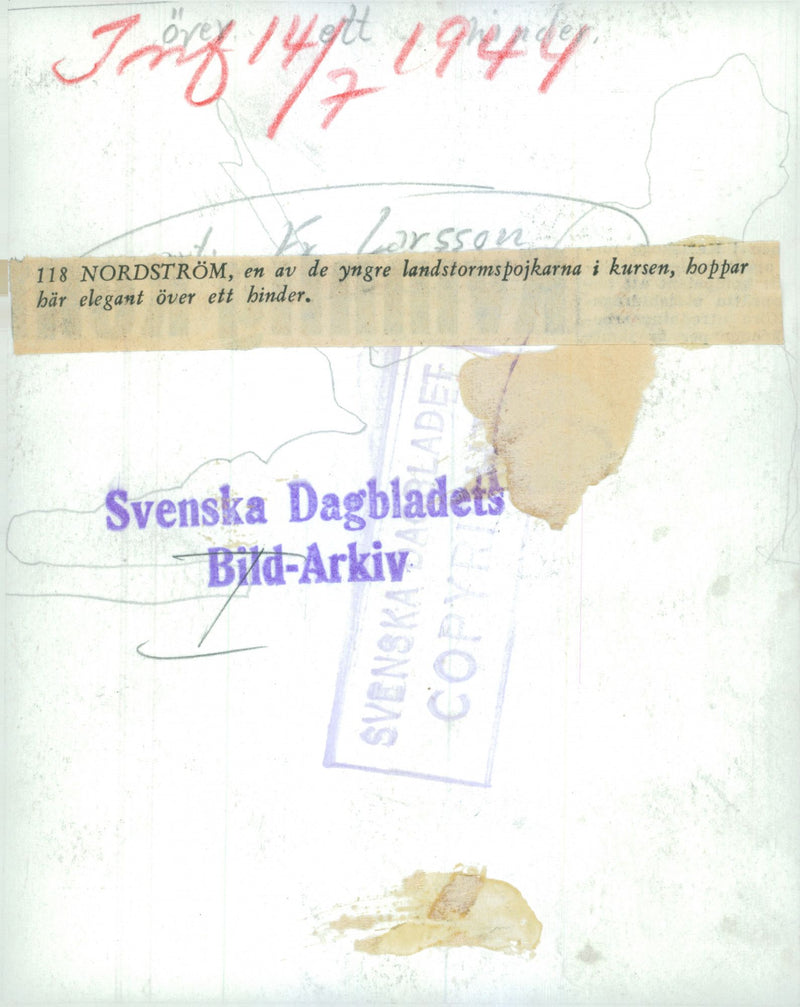 över ett hinder.
Inf 14/7 1944
Kr Larsson
118 NORDSTRÖM, en av de yngre landstormspojkarna i kursen, hoppar
här elegant över ett hinder.
Svenska Dagbladets
Bild-Arkiv
SVENSKA DAGBLADET